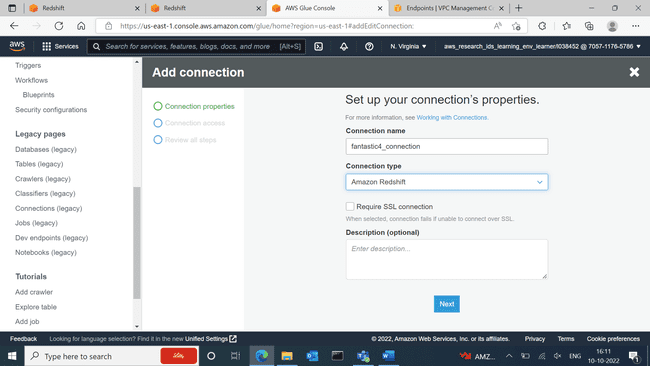 Redshift
Redshift
AWS Glue Console
Endpoints | VPC Management Co
https://us-east-1.console.aws.amazon.com/glue/home?region=us-east-1#addEditConnection:
aws
Services
Search for services, features, blogs, docs, and more
[Alt+S]
N. Virginia
aws_research_ids_learning_env_learner/l038452 @ 7057-1176-5786
Triggers
Workflows
Blueprints
Security configurations
Legacy pages
Databases (legacy)
Tables (legacy)
Crawlers (legacy)
Classifiers (legacy)
Connections (legacy)
Jobs (legacy)
Dev endpoints (legacy)
Notebooks (legacy)
Tutorials
Add crawler
Explore table
Add job
Add connection
Connection properties
Connection access
Review all steps
Set up your connection's properties.
For more information, see Working with Connections.
Connection name
fantastic4_connection
Connection type
Amazon Redshift
Require SSL connection
When selected, connection fails if unable to connect over SSL.
Description (optional)
Enter description...
Next
Feedback
Looking for language selection? Find it in the new Unified Settings
© 2022, Amazon Web Services, Inc. or its affiliates.
Privacy
Terms
Cookie preferences
Type here to search
AMZ...
ENG
16:11
10-10-2022